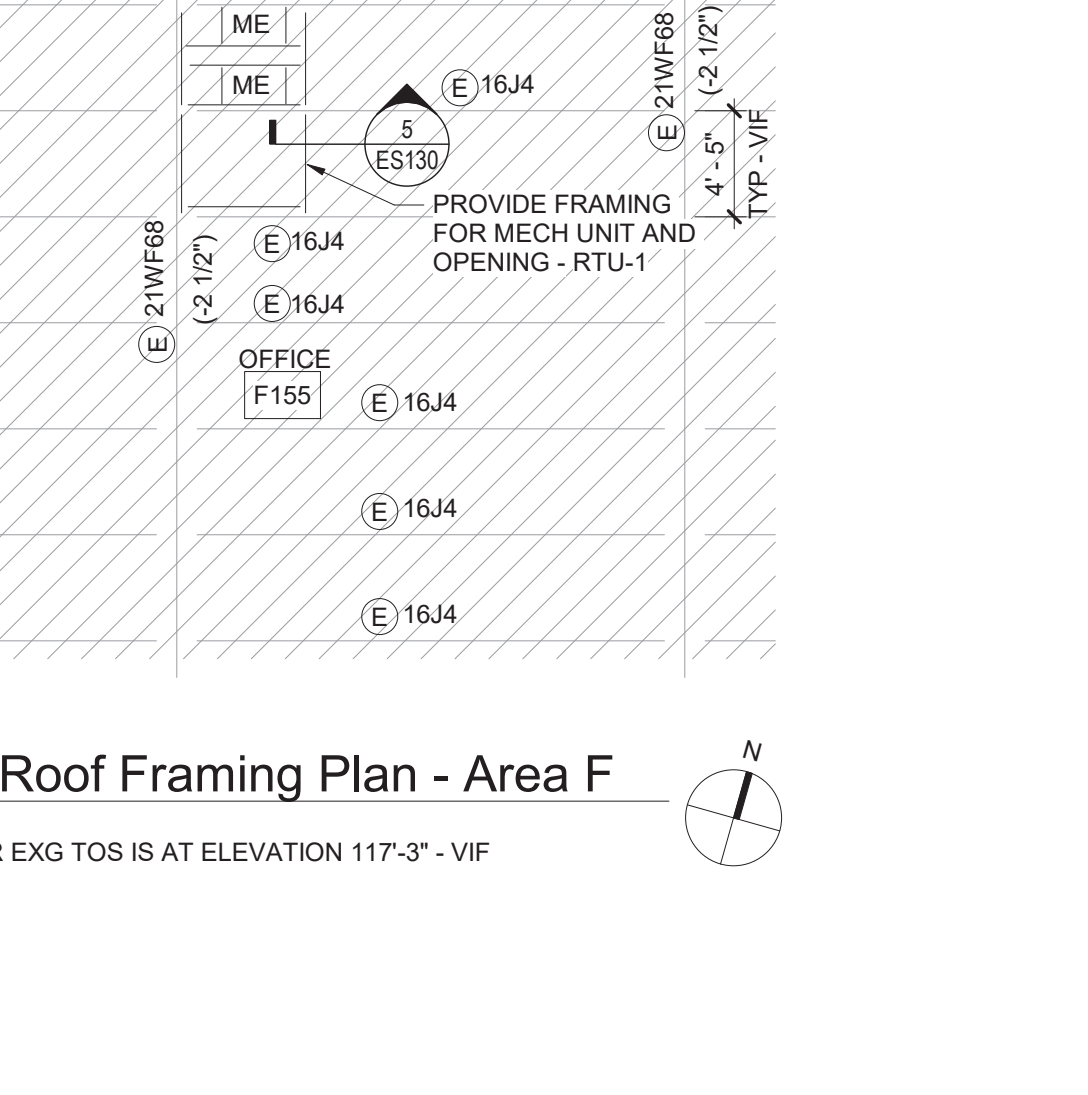 ME
ME
5
ES130
E 16J4
E 21WF68
(-2 1/2")
4' - 5"
TYP - VIF
PROVIDE FRAMING
FOR MECH UNIT AND
OPENING - RTU-1
E 21WF68
(-2 1/2")
E 16J4
E 16J4
OFFICE
F155
E 16J4
E 16J4
E 16J4
Roof Framing Plan - Area F
N
R EXG TOS IS AT ELEVATION 117'-3" - VIF